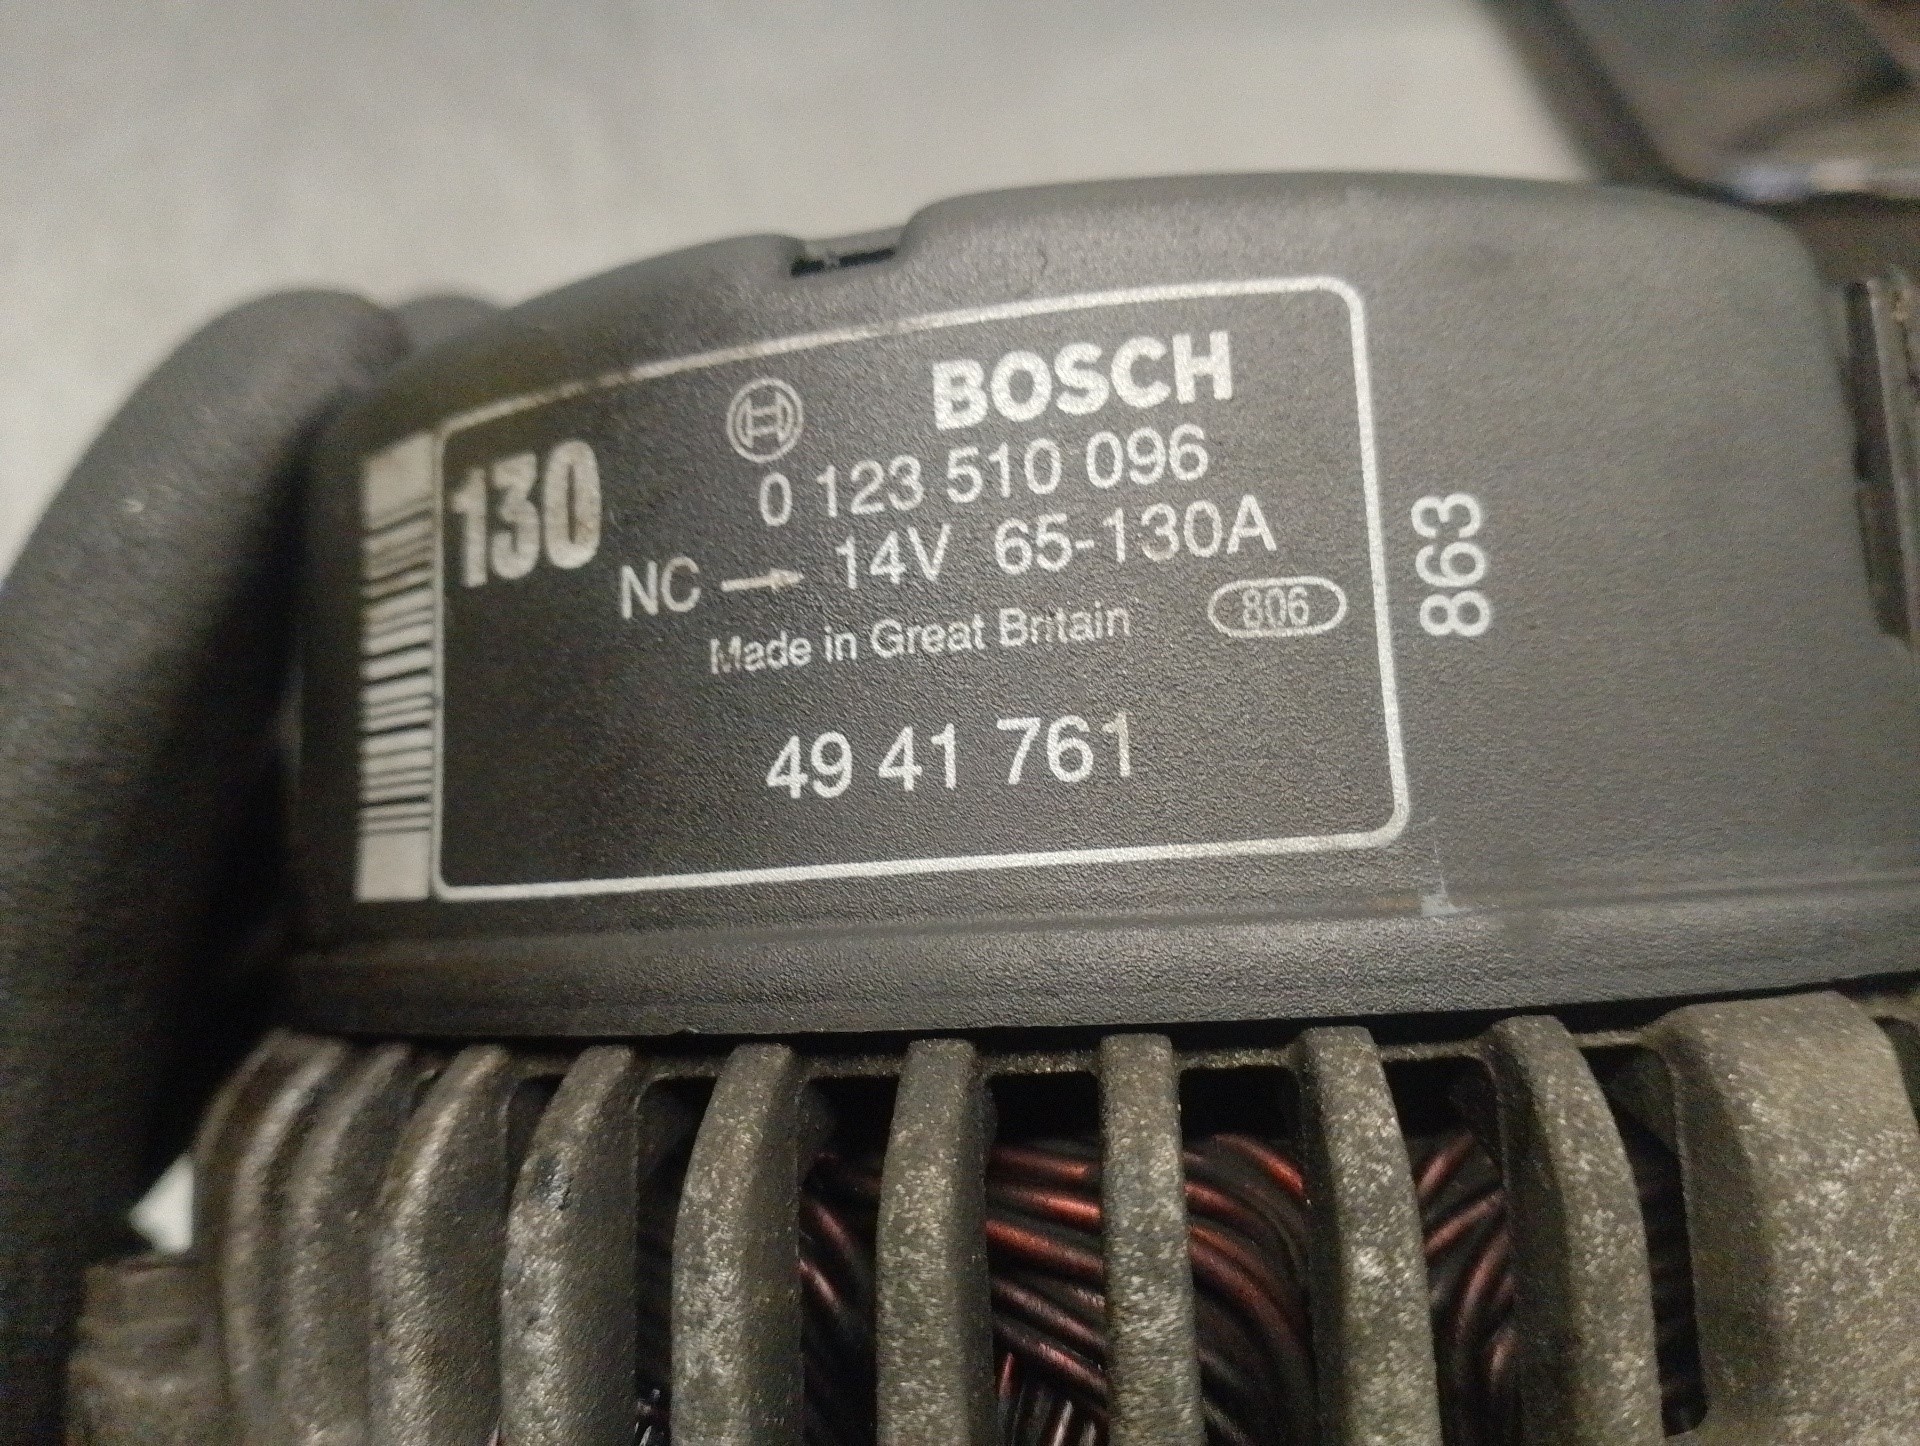 BOSCH
130
0 123 510 096
NC → 14V 65-130A
Made in Great Britain
806
49 41 761
863